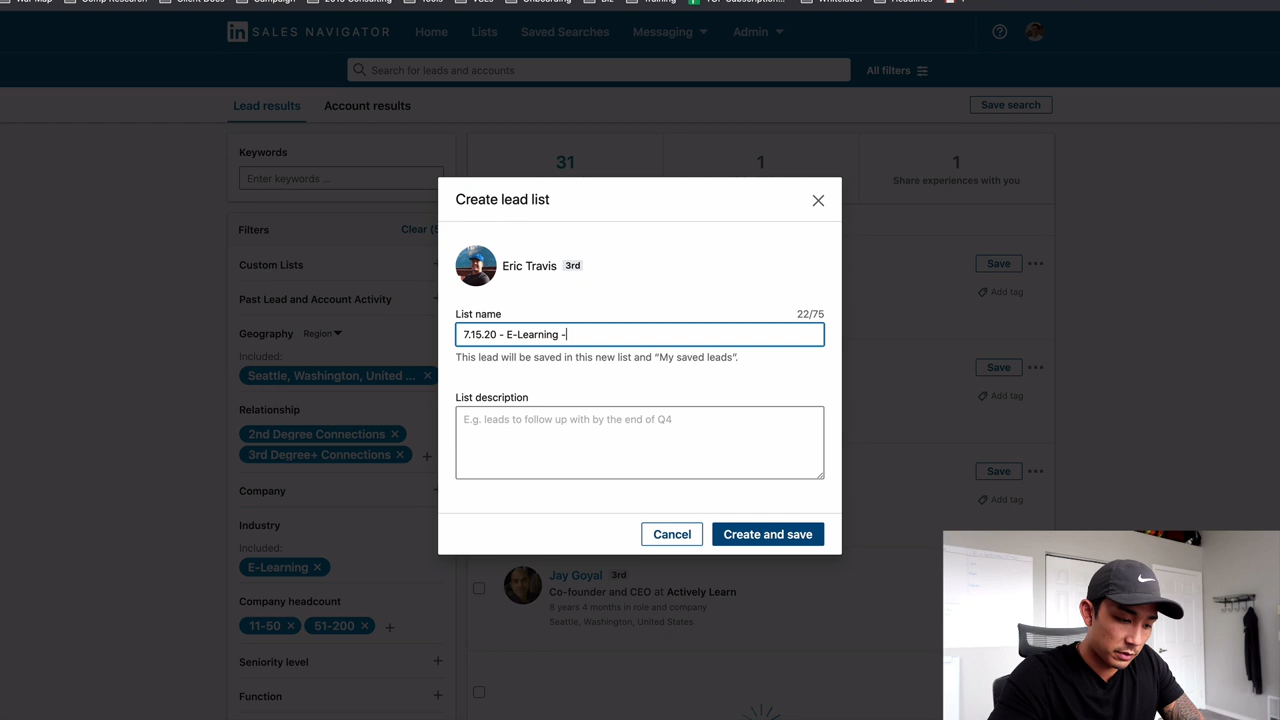 2019 Consulting
Tools
VSLs
Onboarding
Biz
Training
TCP Subscription...
Whitelabel
Headlines
in SALES NAVIGATOR Home Lists Saved Searches Messaging Admin
Search for leads and accounts
All filters
Lead results Account results Save search
Keywords
Enter keywords ...
31 1 1
Share experiences with you
Filters Clear (5
Custom Lists
Past Lead and Account Activity
Geography Region
Included:
Seattle, Washington, United ... ×
Relationship
2nd Degree Connections ×
3rd Degree+ Connections × +
Company
Industry
Included:
E-Learning ×
Company headcount
11-50 × 51-200 × +
Seniority level +
Function +
Create lead list
Eric Travis 3rd
List name 22/75
7.15.20 - E-Learning -
This lead will be saved in this new list and “My saved leads”.
List description
E.g. leads to follow up with by the end of Q4
Cancel Create and save
Save
Add tag
Save
Add tag
Save
Add tag
Jay Goyal 3rd
Co-founder and CEO at Actively Learn
8 years 4 months in role and company
Seattle, Washington, United States